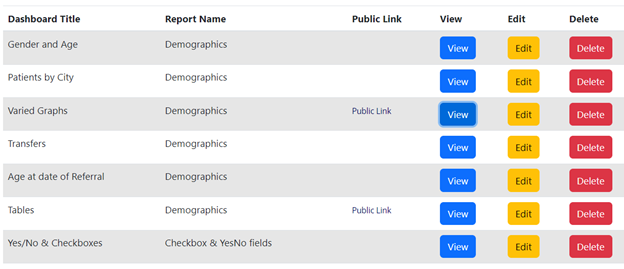 Dashboard Title Report Name Public Link View Edit Delete
Gender and Age Demographics View Edit Delete
Patients by City Demographics View Edit Delete
Varied Graphs Demographics Public Link View Edit Delete
Transfers Demographics View Edit Delete
Age at date of Referral Demographics View Edit Delete
Tables Demographics Public Link View Edit Delete
Yes/No & Checkboxes Checkbox & YesNo fields View Edit Delete